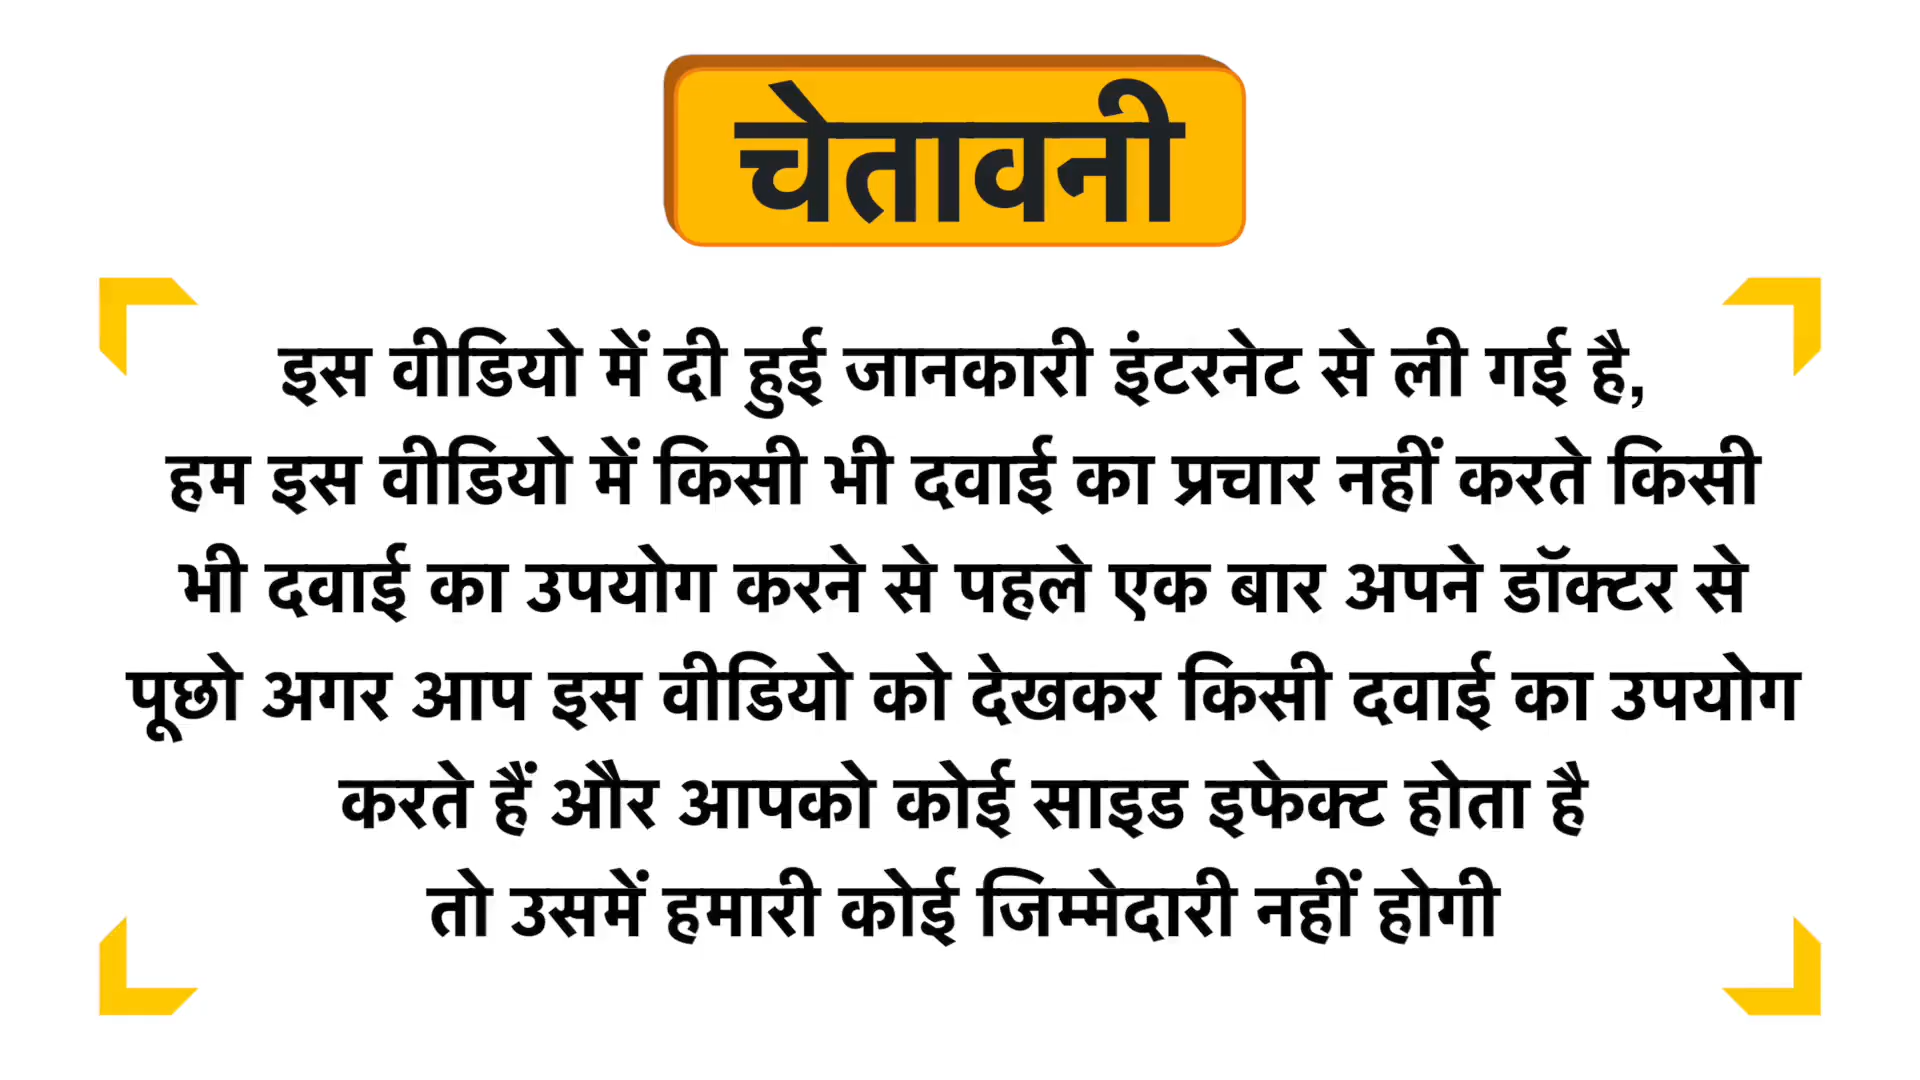 चेतावनी
इस वीडियो में दी हुई जानकारी इंटरनेट से ली गई है,
हम इस वीडियो में किसी भी दवाई का प्रचार नहीं करते किसी
भी दवाई का उपयोग करने से पहले एक बार अपने डॉक्टर से
पूछो अगर आप इस वीडियो को देखकर किसी दवाई का उपयोग
करते हैं और आपको कोई साइड इफेक्ट होता है
तो उसमें हमारी कोई जिम्मेदारी नहीं होगी